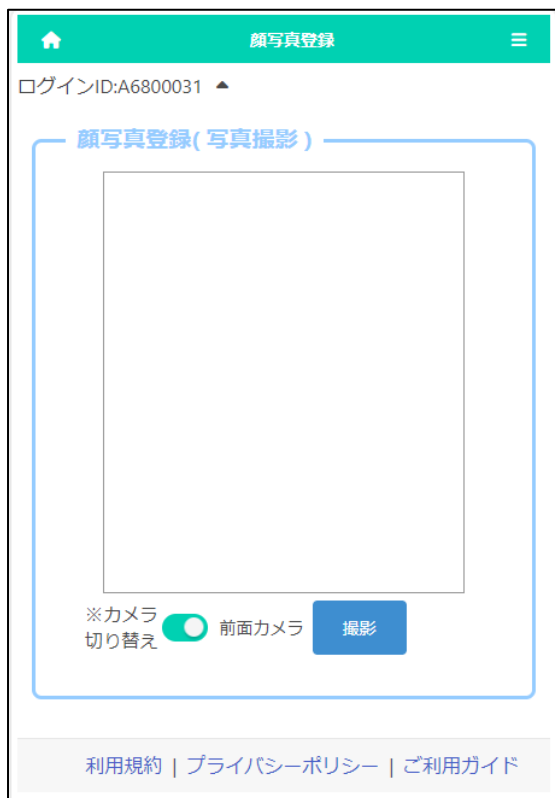 顔写真登録
ログインID:A6800031
顔写真登録( 写真撮影 )
※カメラ
切り替え
前面カメラ
撮影
利用規約 | プライバシーポリシー | ご利用ガイド